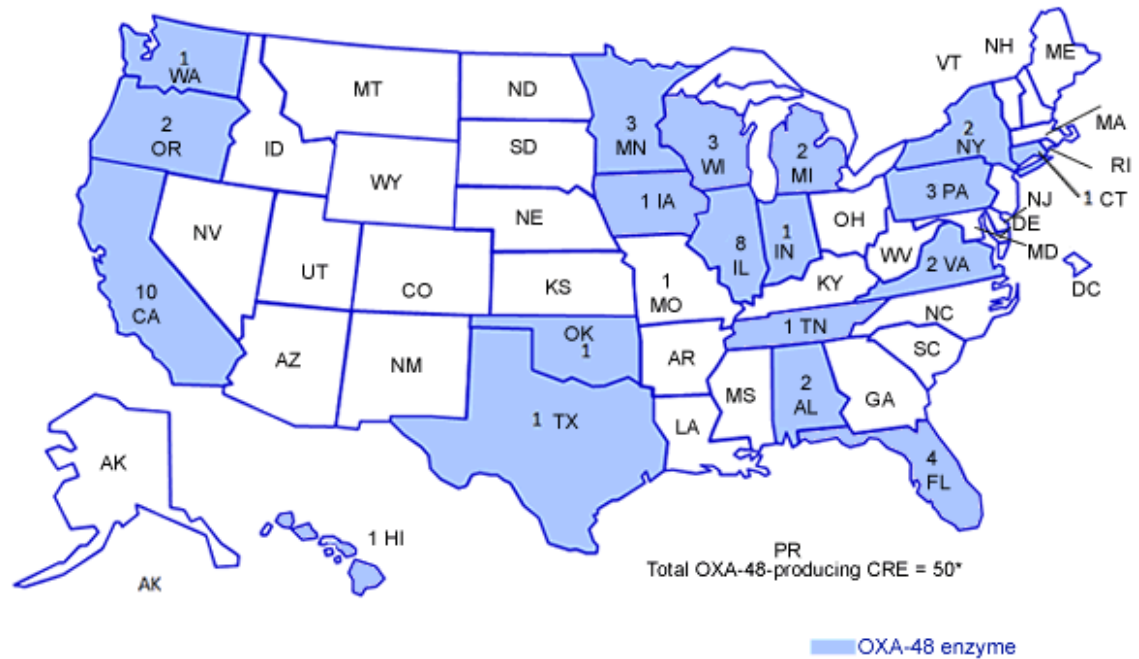 NH
ME
VT
1
WA
MT
ND
3
MN
2
OR
ID
SD
3
WI
2
MI
2
NY
MA
RI
1 CT
WY
1 IA
3 PA
NJ
DE
MD
NE
OH
NV
8
IL
1
IN
WV
2 VA
DC
UT
CO
KS
1
MO
KY
10
CA
NC
1 TN
OK
1
SC
AZ
NM
AR
MS
2
AL
GA
1 TX
LA
4
FL
AK
1 HI
AK
PR
Total OXA-48-producing CRE = 50*
OXA-48 enzyme